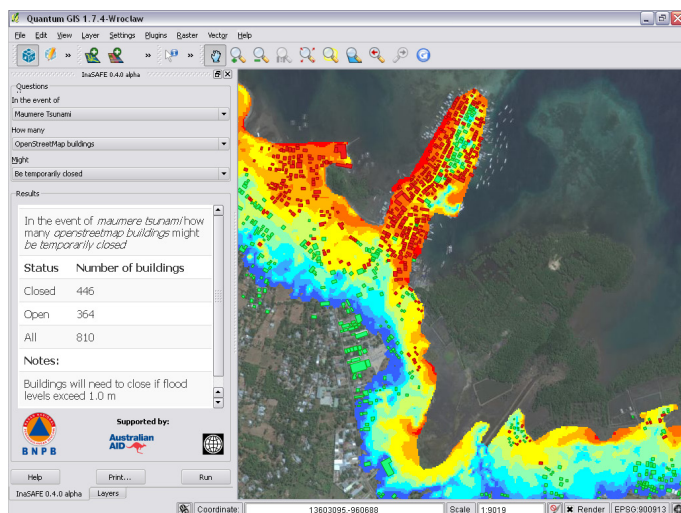 Quantum GIS 1.7.4-Wroclaw
File Edit View Layer Settings Plugins Raster Vector Help
InaSAFE 0.4.0 alpha
Questions
In the event of
Maumere Tsunami
How many
OpenStreetMap buildings
Might
Be temporarily closed
Results
In the event of maumere tsunami how
many openstreetmap buildings might
be temporarily closed
Status Number of buildings
Closed 446
Open 364
All 810
Notes:
Buildings will need to close if flood
levels exceed 1.0 m
Supported by:
BNPB
Australian
AID
Help Print... Run
InaSAFE 0.4.0 alpha Layers
Coordinate: 13603095,-960688 Scale 1:9019 Render EPSG:900913